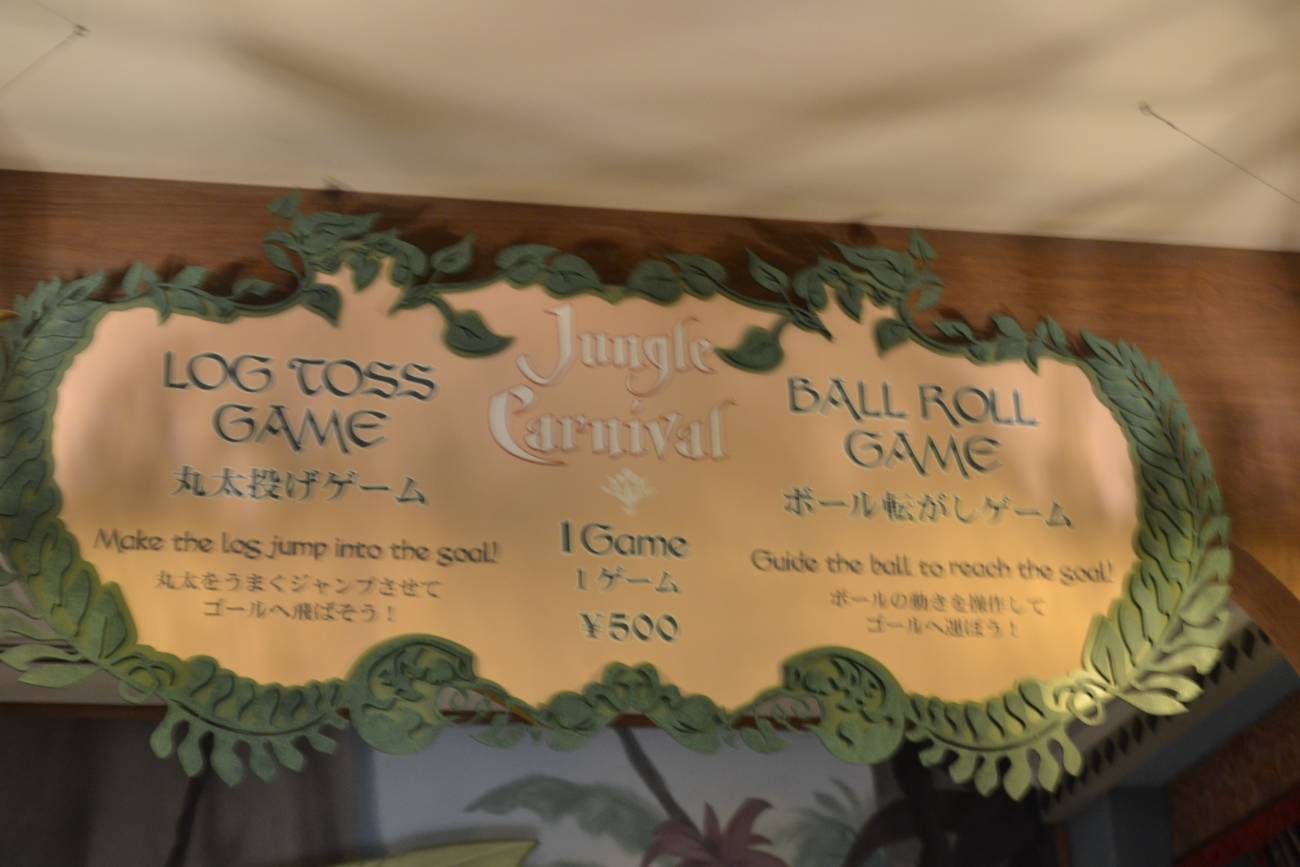 LOG TOSS
GAME
丸太投げゲーム
Make the log jump into the goal!
丸太をうまくジャンプさせて
ゴールへ飛ばそう！
Jungle
Carnival
1 Game
1 ゲーム
¥500
BALL ROLL
GAME
ボール転がしゲーム
Guide the ball to reach the goal!
ボールの動きを操作して
ゴールへ運ぼう！